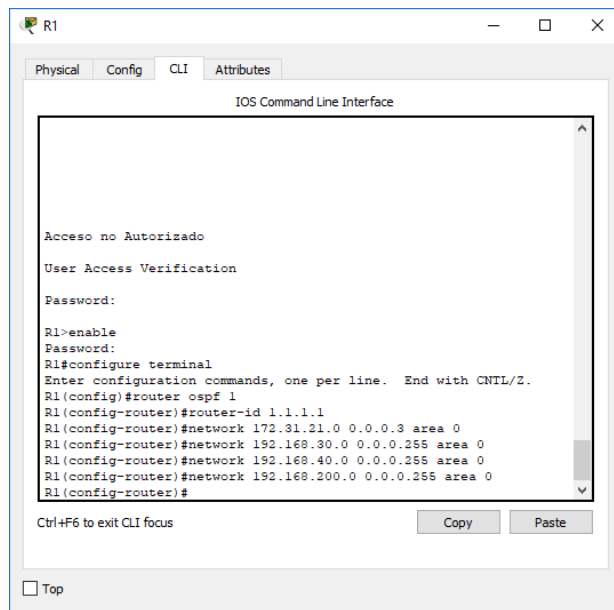 R1
Physical Config CLI Attributes
IOS Command Line Interface
Acceso no Autorizado
User Access Verification
Password:
R1>enable
Password:
R1#configure terminal
Enter configuration commands, one per line.  End with CNTL/Z.
R1(config)#router ospf 1
R1(config-router)#router-id 1.1.1.1
R1(config-router)#network 172.31.21.0 0.0.0.3 area 0
R1(config-router)#network 192.168.30.0 0.0.0.255 area 0
R1(config-router)#network 192.168.40.0 0.0.0.255 area 0
R1(config-router)#network 192.168.200.0 0.0.0.255 area 0
R1(config-router)#
Ctrl+F6 to exit CLI focus
Copy Paste
Top